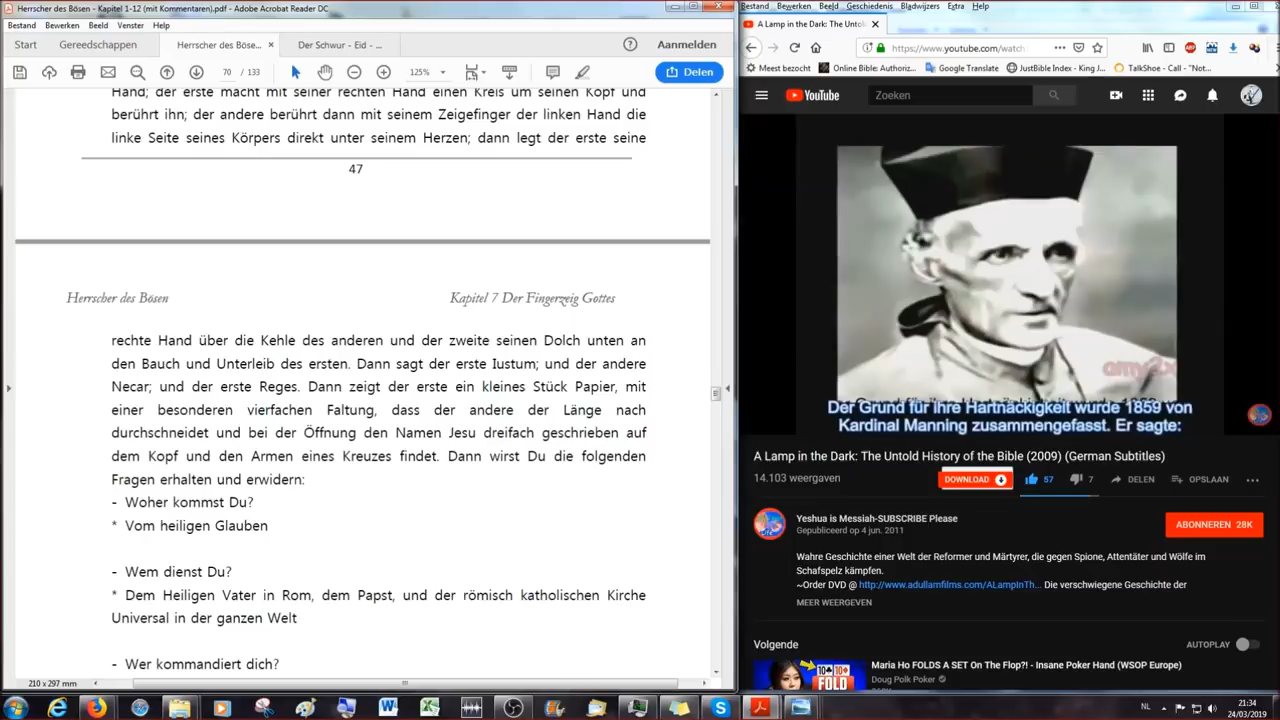 Herrscher des Bösen - Kapitel 1-12 (mit Kommentaren).pdf - Adobe Acrobat Reader DC
Bestand Bewerken Beeld Venster Help
Start Gereedschappen Herrscher des Böse... × Der Schwur - Eid - ... Aanmelden
70 / 133 125% Delen
Hand; der erste macht mit seiner rechten Hand einen Kreis um seinen Kopf und
berührt ihn; der andere berührt dann mit seinem Zeigefinger der linken Hand die
linke Seite seines Körpers direkt unter seinem Herzen; dann legt der erste seine
47
Herrscher des Bösen Kapitel 7 Der Fingerzeig Gottes
rechte Hand über die Kehle des anderen und der zweite seinen Dolch unten an
den Bauch und Unterleib des ersten. Dann sagt der erste Iustum; und der andere
Necar; und der erste Reges. Dann zeigt der erste ein kleines Stück Papier, mit
einer besonderen vierfachen Faltung, dass der andere der Länge nach
durchschneidet und bei der Öffnung den Namen Jesu dreifach geschrieben auf
dem Kopf und den Armen eines Kreuzes findet. Dann wirst Du die folgenden
Fragen erhalten und erwidern:
- Woher kommst Du?
* Vom heiligen Glauben
- Wem dienst Du?
* Dem Heiligen Vater in Rom, dem Papst, und der römisch katholischen Kirche
Universal in der ganzen Welt
- Wer kommandiert dich?
210 x 297 mm
Bestand Bewerken Beeld Geschiedenis Bladwijzers Extra Help
A Lamp in the Dark: The Untol ×
https://www.youtube.com/watch
Meest bezocht Online Bible: Authoriz... Google Translate JustBible Index - King J... TalkShoe - Call - "Not...
YouTube Zoeken
Der Grund für ihre Hartnäckigkeit wurde 1859 von
Kardinal Manning zusammengefasst. Er sagte:
A Lamp in the Dark: The Untold History of the Bible (2009) (German Subtitles)
14.103 weergaven DOWNLOAD 57 7 DELEN OPSLAAN
Yeshua is Messiah-SUBSCRIBE Please
Gepubliceerd op 4 jun. 2011
ABONNEREN 28K
Wahre Geschichte einer Welt der Reformer und Märtyrer, die gegen Spione, Attentäter und Wölfe im
Schafspelz kämpfen.
~Order DVD @ http://www.adullamfilms.com/ALampInTh... Die verschwiegene Geschichte der
MEER WEERGEVEN
Volgende AUTOPLAY
Maria Ho FOLDS A SET On The Flop?! - Insane Poker Hand (WSOP Europe)
Doug Polk Poker
10 10
FOLD
NL 21:34
24/03/2019